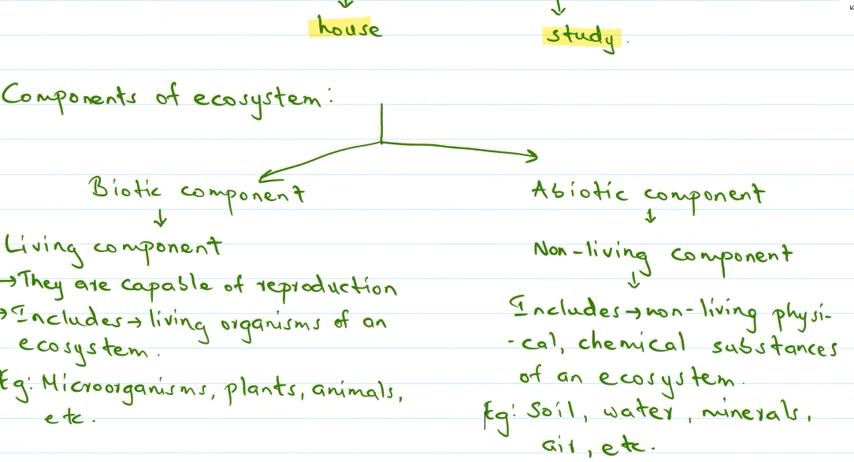 house
study.
Components of ecosystem:
Biotic component
Living component
→They are capable of reproduction
→Includes→living organisms of an
ecosystem.
Eg: Microorganisms, plants, animals,
etc.
Abiotic component
Non-living component
Includes→non-living physi-
-cal, chemical substances
of an ecosystem.
Eg: Soil, water, minerals,
air, etc.